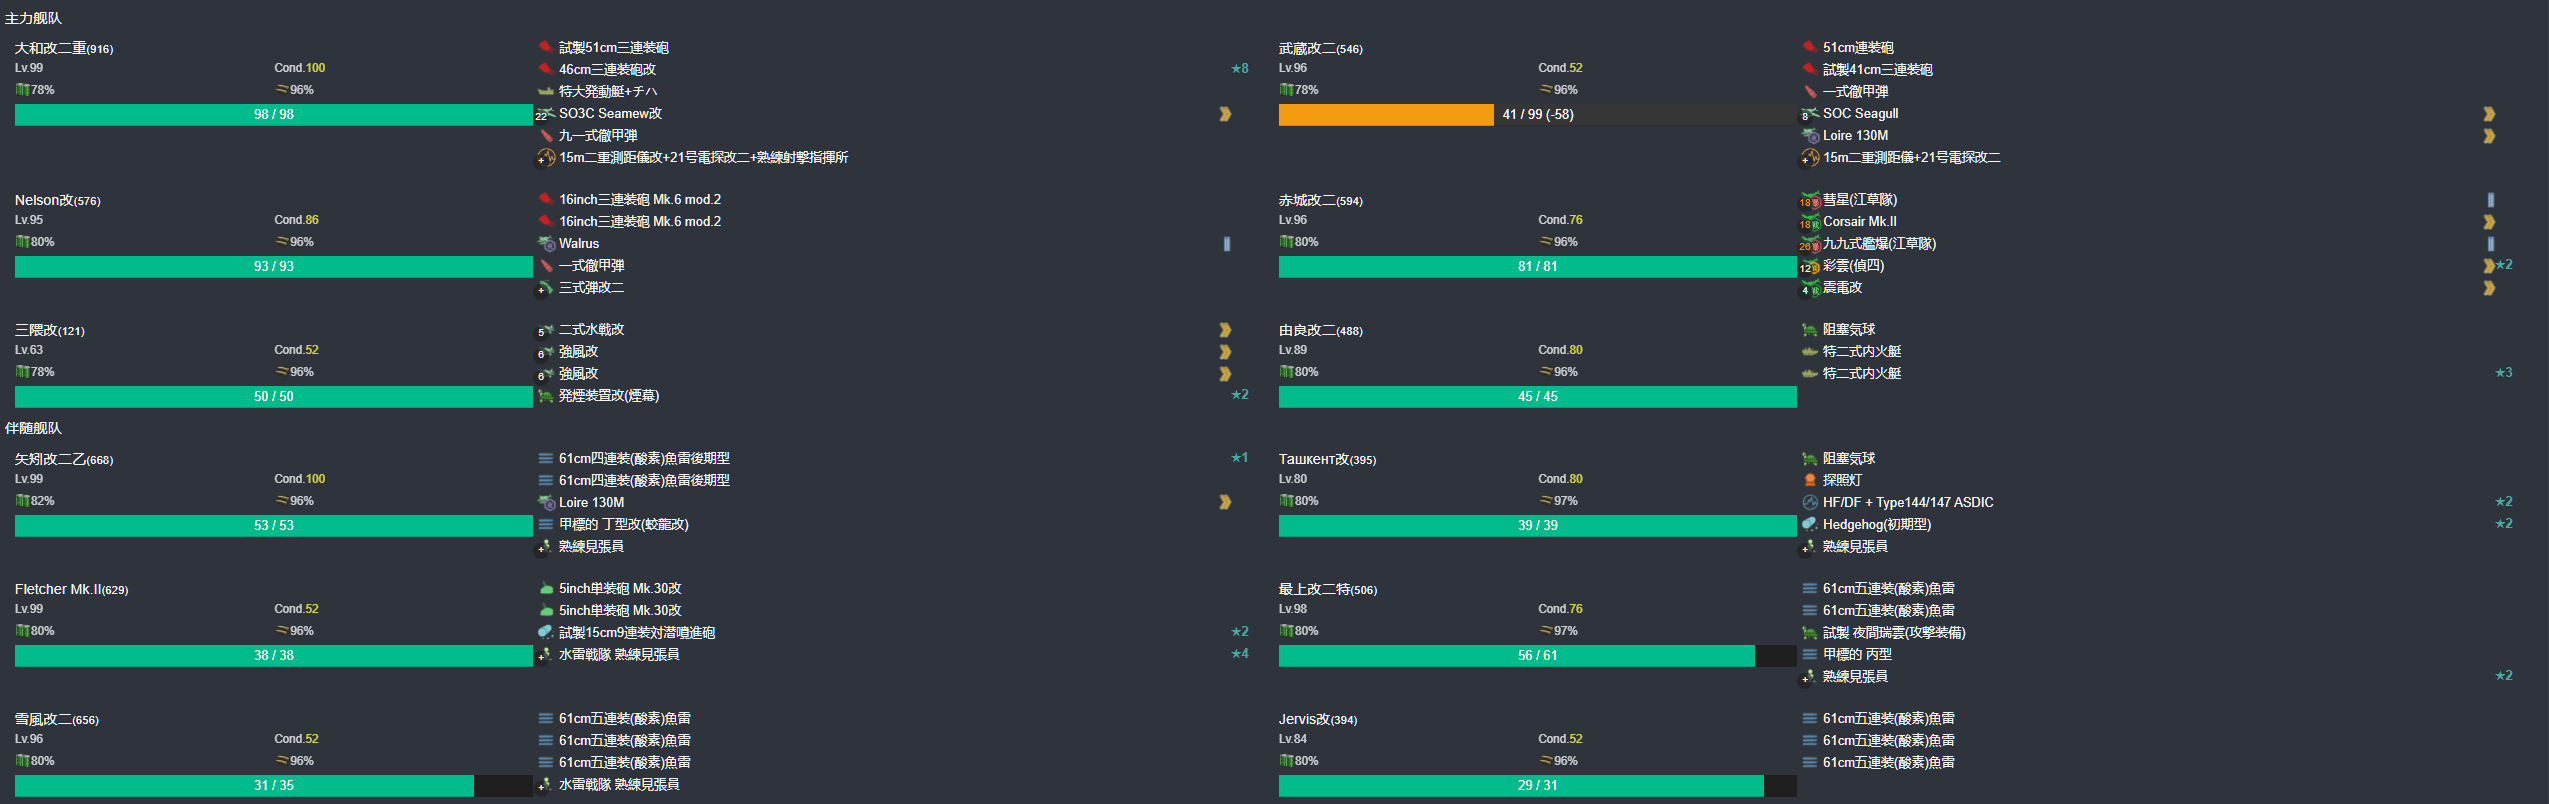 主力舰队
大和改二重(916)
Lv.99 Cond.100
78% 96%
98 / 98
試製51cm三連装砲
46cm三連装砲改 ★8
特大発動艇+チハ
22 SO3C Seamew改
九一式徹甲弾
15m二重測距儀改+21号電探改二+熟練射撃指揮所
武蔵改二(546)
Lv.96 Cond.52
78% 96%
41 / 99 (-58)
51cm連装砲
試製41cm三連装砲
一式徹甲弾
8 SOC Seagull
Loire 130M
15m二重測距儀+21号電探改二
Nelson改(576)
Lv.95 Cond.86
80% 96%
93 / 93
16inch三連装砲 Mk.6 mod.2
16inch三連装砲 Mk.6 mod.2
Walrus
一式徹甲弾
三式弾改二
赤城改二(594)
Lv.96 Cond.76
80% 96%
81 / 81
18 彗星(江草隊)
18 Corsair Mk.II
26 九九式艦爆(江草隊)
12 彩雲(偵四) ★2
4 震電改
三隈改(121)
Lv.63 Cond.52
78% 96%
50 / 50
5 二式水戦改
6 強風改
6 強風改
発煙装置改(煙幕) ★2
由良改二(488)
Lv.89 Cond.80
80% 96%
45 / 45
阻塞気球
特二式内火艇
特二式内火艇 ★3
伴随舰队
矢矧改二乙(668)
Lv.99 Cond.100
82% 96%
53 / 53
61cm四連装(酸素)魚雷後期型 ★1
61cm四連装(酸素)魚雷後期型
Loire 130M
甲標的 丁型改(蛟龍改)
熟練見張員
Ташкент改(395)
Lv.80 Cond.80
80% 97%
39 / 39
阻塞気球
探照灯
HF/DF + Type144/147 ASDIC ★2
Hedgehog(初期型) ★2
熟練見張員
Fletcher Mk.II(629)
Lv.99 Cond.52
80% 96%
38 / 38
5inch単装砲 Mk.30改
5inch単装砲 Mk.30改
試製15cm9連装対潜噴進砲 ★2
水雷戦隊 熟練見張員 ★4
最上改二特(506)
Lv.98 Cond.76
80% 97%
56 / 61
61cm五連装(酸素)魚雷
61cm五連装(酸素)魚雷
試製 夜間瑞雲(攻撃装備)
甲標的 丙型
熟練見張員 ★2
雪風改二(656)
Lv.96 Cond.52
80% 96%
31 / 35
61cm五連装(酸素)魚雷
61cm五連装(酸素)魚雷
61cm五連装(酸素)魚雷
水雷戦隊 熟練見張員
Jervis改(394)
Lv.84 Cond.52
80% 96%
29 / 31
61cm五連装(酸素)魚雷
61cm五連装(酸素)魚雷
61cm五連装(酸素)魚雷